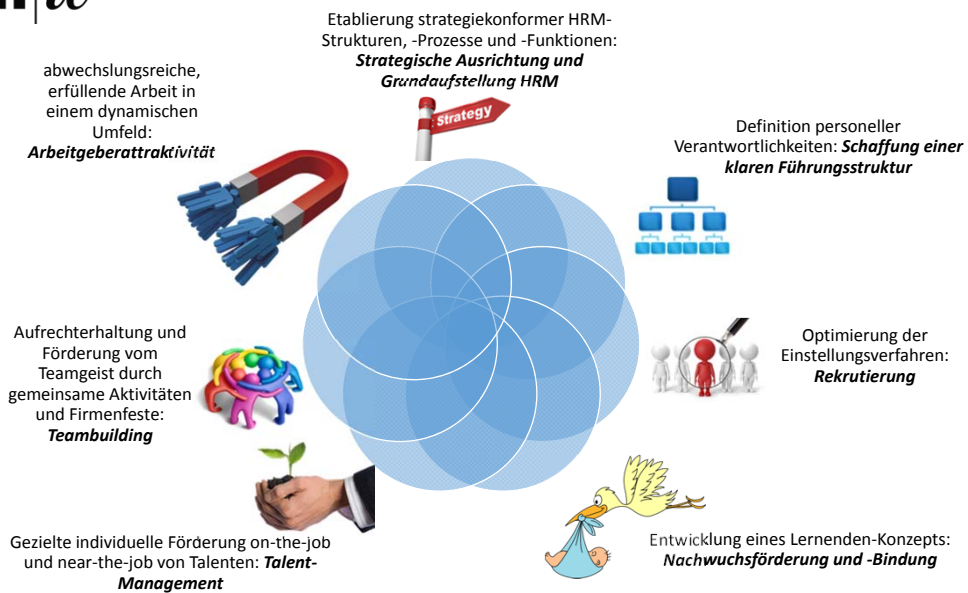 Etablierung strategiekonformer HRM-
Strukturen, -Prozesse und -Funktionen:
Strategische Ausrichtung und
Grundaufstellung HRM
Strategy
abwechslungsreiche,
erfüllende Arbeit in
einem dynamischen
Umfeld:
Arbeitgeberattraktivität
Definition personeller
Verantwortlichkeiten: Schaffung einer
klaren Führungsstruktur
Aufrechterhaltung und
Förderung vom
Teamgeist durch
gemeinsame Aktivitäten
und Firmenfeste:
Teambuilding
Optimierung der
Einstellungsverfahren:
Rekrutierung
Gezielte individuelle Förderung on-the-job
und near-the-job von Talenten: Talent-
Management
Entwicklung eines Lernenden-Konzepts:
Nachwuchsförderung und -Bindung